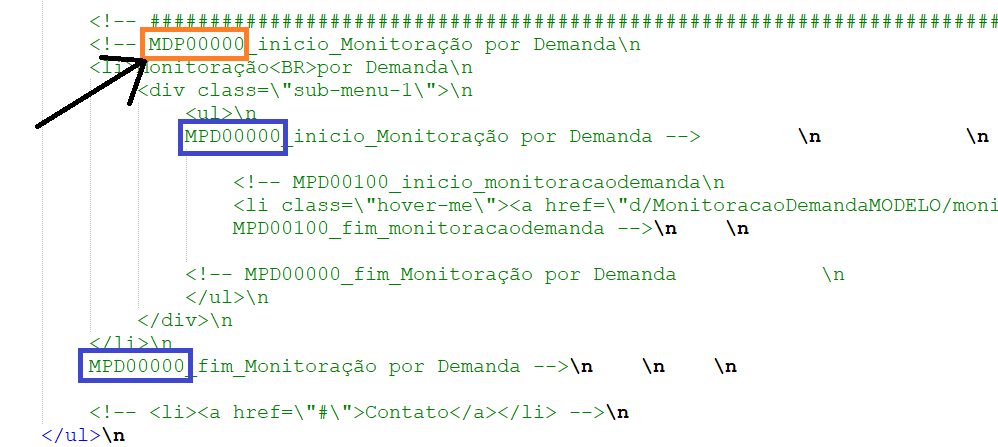 <!-- ########################################################################
<!-- MDP00000_inicio_Monitoração por Demanda\n
<li>Monitoração<BR>por Demanda\n
<div class=\"sub-menu-1\">\n
<ul>\n
MPD00000_inicio_Monitoração por Demanda --> \n \n
<!-- MPD00100_inicio_monitoracaodemanda\n
<li class=\"hover-me\"><a href=\"d/MonitoracaoDemandaMODELO/moni
MPD00100_fim_monitoracaodemanda -->\n \n
<!-- MPD00000_fim_Monitoração por Demanda \n
</ul>\n
</div>\n
</li>\n
MPD00000_fim_Monitoração por Demanda -->\n \n \n
<!-- <li><a href=\"#\">Contato</a></li> -->\n
</ul>\n